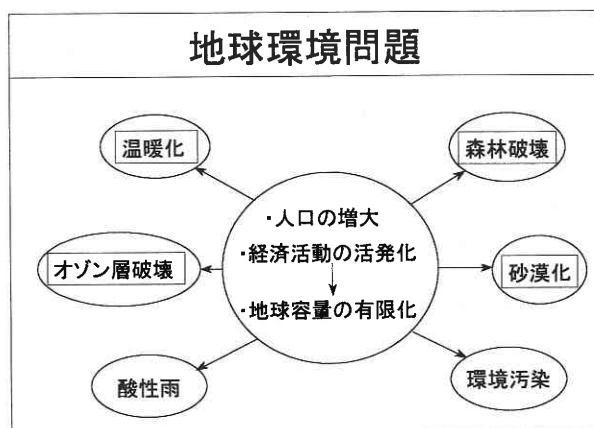 地球環境問題
温暖化
森林破壊
・人口の増大
・経済活動の活発化
・地球容量の有限化
オゾン層破壊
砂漠化
酸性雨
環境汚染